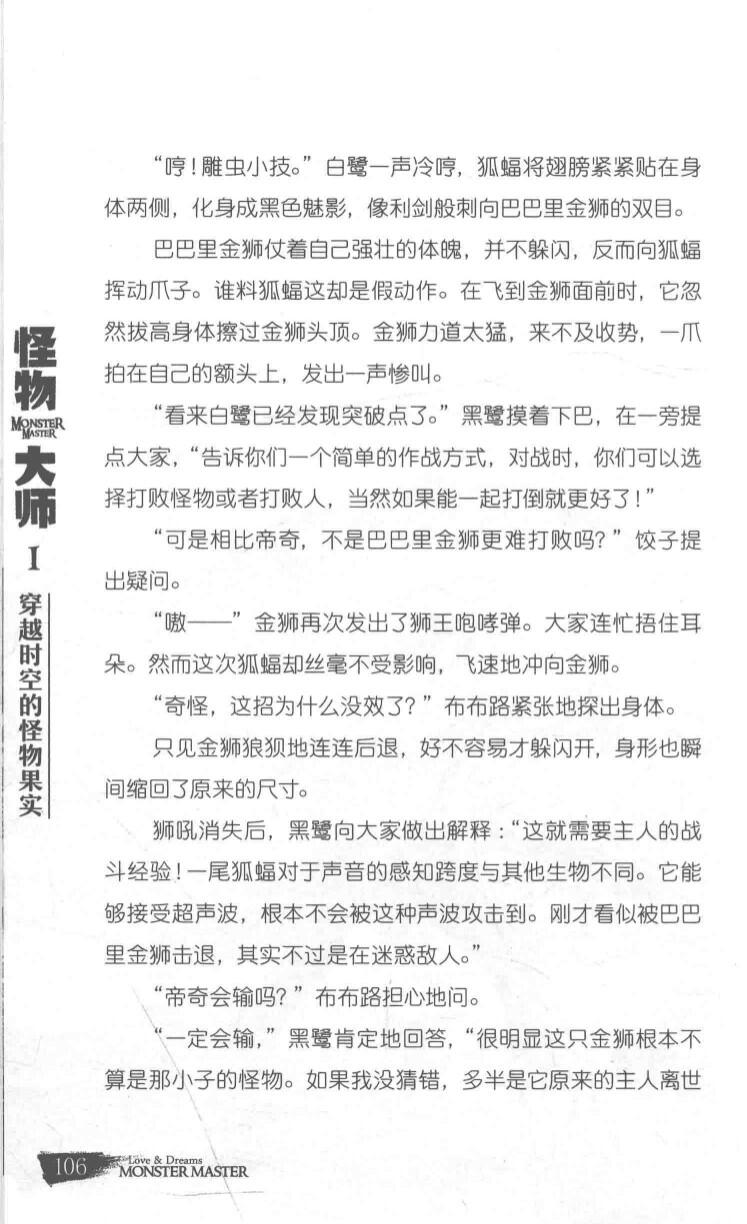 “哼！雕虫小技。”白鹭一声冷哼，狐蝠将翅膀紧紧贴在身
体两侧，化身成黑色魅影，像利剑般刺向巴巴里金狮的双目。
巴巴里金狮仗着自己强壮的体魄，并不躲闪，反而向狐蝠
挥动爪子。谁料狐蝠这却是假动作。在飞到金狮面前时，它忽
然拔高身体擦过金狮头顶。金狮力道太猛，来不及收势，一爪
拍在自己的额头上，发出一声惨叫。
“看来白鹭已经发现突破点了。”黑鹭摸着下巴，在一旁提
点大家，“告诉你们一个简单的作战方式，对战时，你们可以选
择打败怪物或者打败人，当然如果能一起打倒就更好了！”
“可是相比帝奇，不是巴巴里金狮更难打败吗？”饺子提
出疑问。
“嗷——”金狮再次发出了狮王咆哮弹。大家连忙捂住耳
朵。然而这次狐蝠却丝毫不受影响，飞速地冲向金狮。
“奇怪，这招为什么没效了？”布布路紧张地探出身体。
只见金狮狼狈地连连后退，好不容易才躲闪开，身形也瞬
间缩回了原来的尺寸。
狮吼消失后，黑鹭向大家做出解释：“这就需要主人的战
斗经验！一尾狐蝠对于声音的感知跨度与其他生物不同。它能
够接受超声波，根本不会被这种声波攻击到。刚才看似被巴巴
里金狮击退，其实不过是在迷惑敌人。”
“帝奇会输吗？”布布路担心地问。
“一定会输，”黑鹭肯定地回答，“很明显这只金狮根本不
算是那小子的怪物。如果我没猜错，多半是它原来的主人离世
怪物
MONSTER
MASTER
大师
I
穿越时空的怪物果实
106
Love & Dreams
MONSTER MASTER